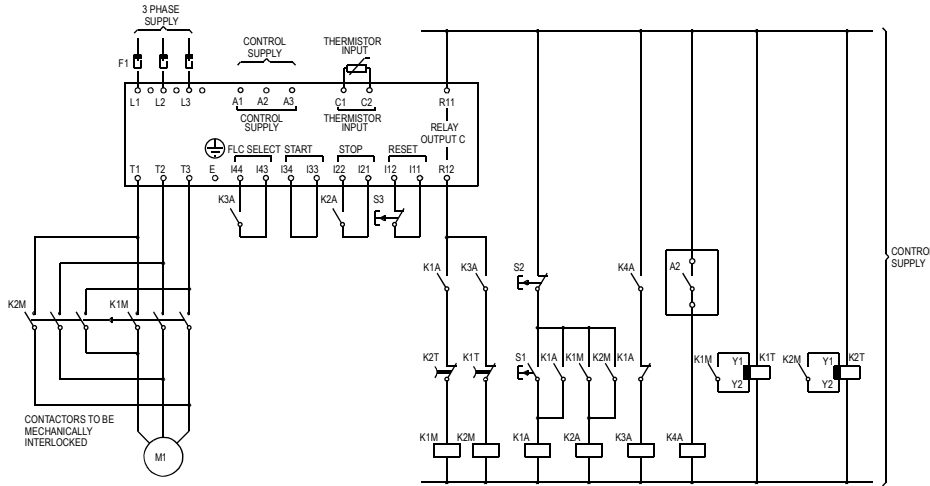 3 PHASE
SUPPLY
F1
CONTROL
SUPPLY
THERMISTOR
INPUT
L1 L2 L3 A1 A2 A3 C1 C2 R11
CONTROL
SUPPLY
THERMISTOR
INPUT
RELAY
OUTPUT C
FLC SELECT START STOP RESET
T1 T2 T3 E I44 I43 I34 I33 I22 I21 I12 I11 R12
K3A K2A S3
CONTRO
SUPPLY
K1A K3A S2 K4A A2
K2M K1M
K2T K1T S1 K1A K1M K2M K1A K1M Y1 K1T K2M Y1 K2T
Y2 Y2
CONTACTORS TO BE
MECHANICALLY
INTERLOCKED
M1
K1M K2M K1A K2A K3A K4A